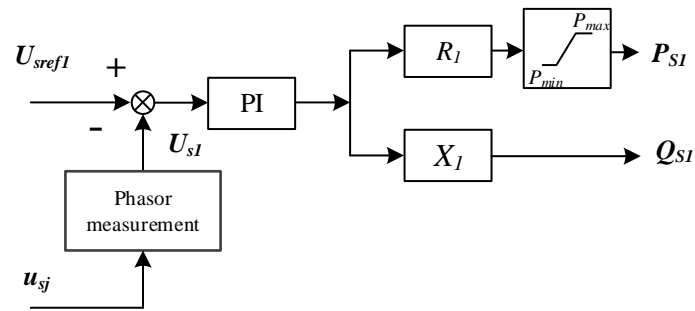 U_sref1
+
-
U_s1
PI
R_1
P_max
P_min
P_S1
X_1
Q_S1
Phasor
measurement
u_sj